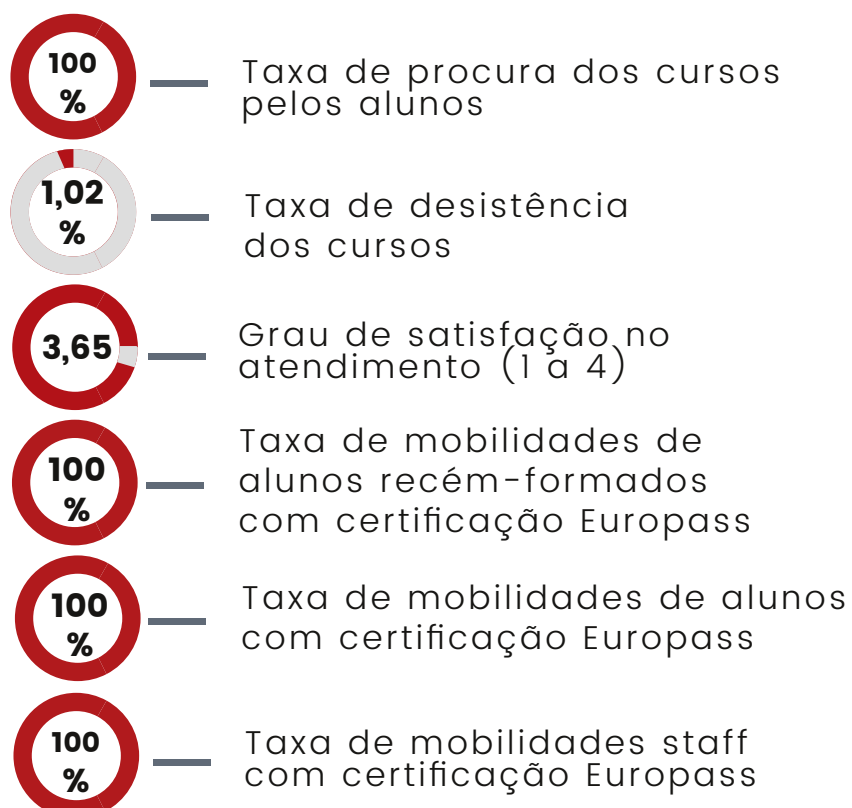 100
%
Taxa de procura dos cursos
pelos alunos
1,02
%
Taxa de desistência
dos cursos
3,65
Grau de satisfação no
atendimento (1 a 4)
100
%
Taxa de mobilidades de
alunos recém-formados
com certificação Europass
100
%
Taxa de mobilidades de alunos
com certificação Europass
100
%
Taxa de mobilidades staff
com certificação Europass